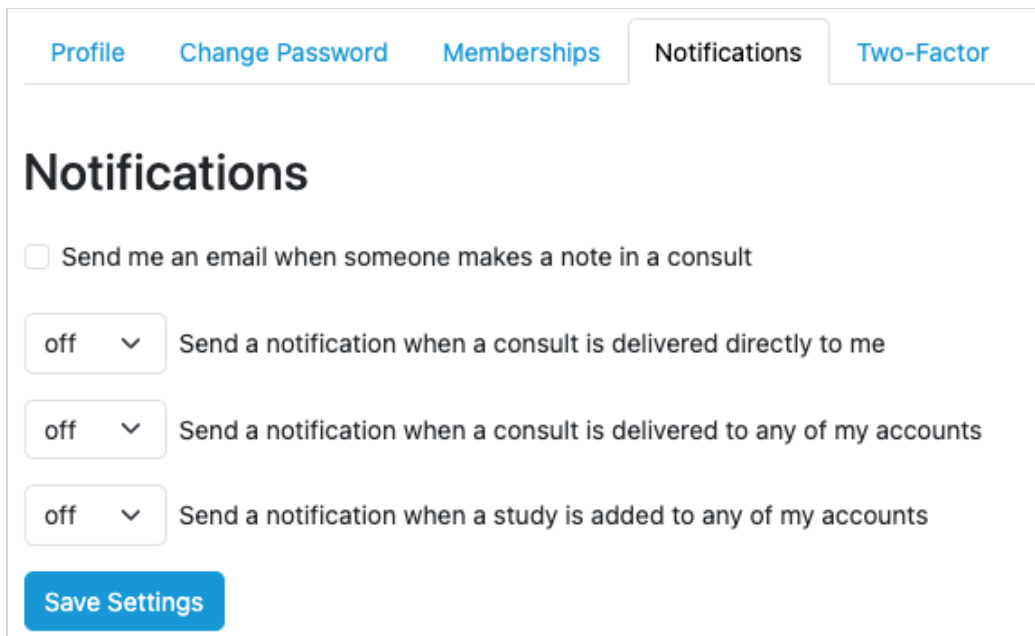 Profile Change Password Memberships Notifications Two-Factor
Notifications
Send me an email when someone makes a note in a consult
off Send a notification when a consult is delivered directly to me
off Send a notification when a consult is delivered to any of my accounts
off Send a notification when a study is added to any of my accounts
Save Settings